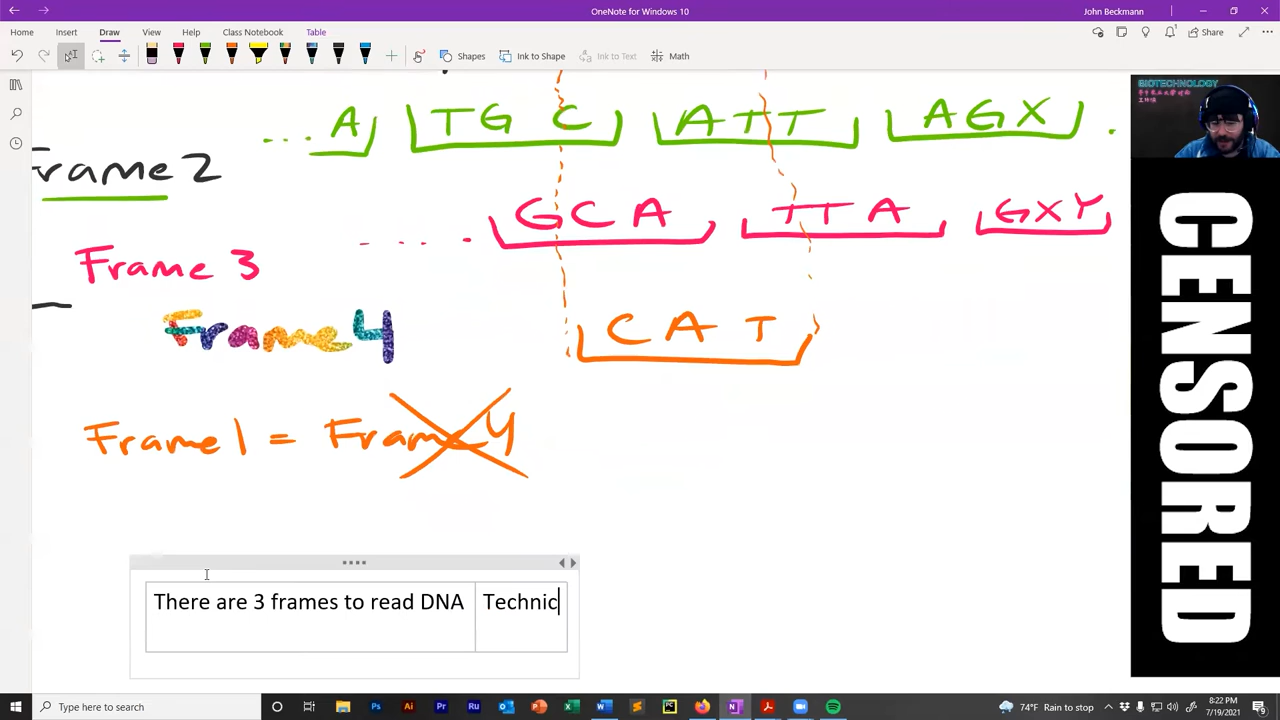 OneNote for Windows 10
John Beckmann
Home Insert Draw View Help Class Notebook Table
Share
Shapes Ink to Shape Ink to Text Math
... A TGC ATT AGX .
Frame 2
GCA TTA GXY
Frame 3
Frame 4
CAT
Frame 1 = Frame 4
There are 3 frames to read DNA Technic
BIOTECHNOLOGY
CENSORED
Type here to search
74°F Rain to stop
8:22 PM
7/19/2021